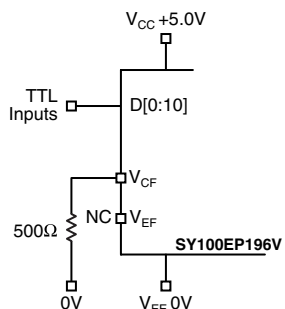 V_CC +5.0V
TTL
Inputs
D[0:10]
V_CF
NC V_EF
500Ω
SY100EP196V
0V
V_EE 0V